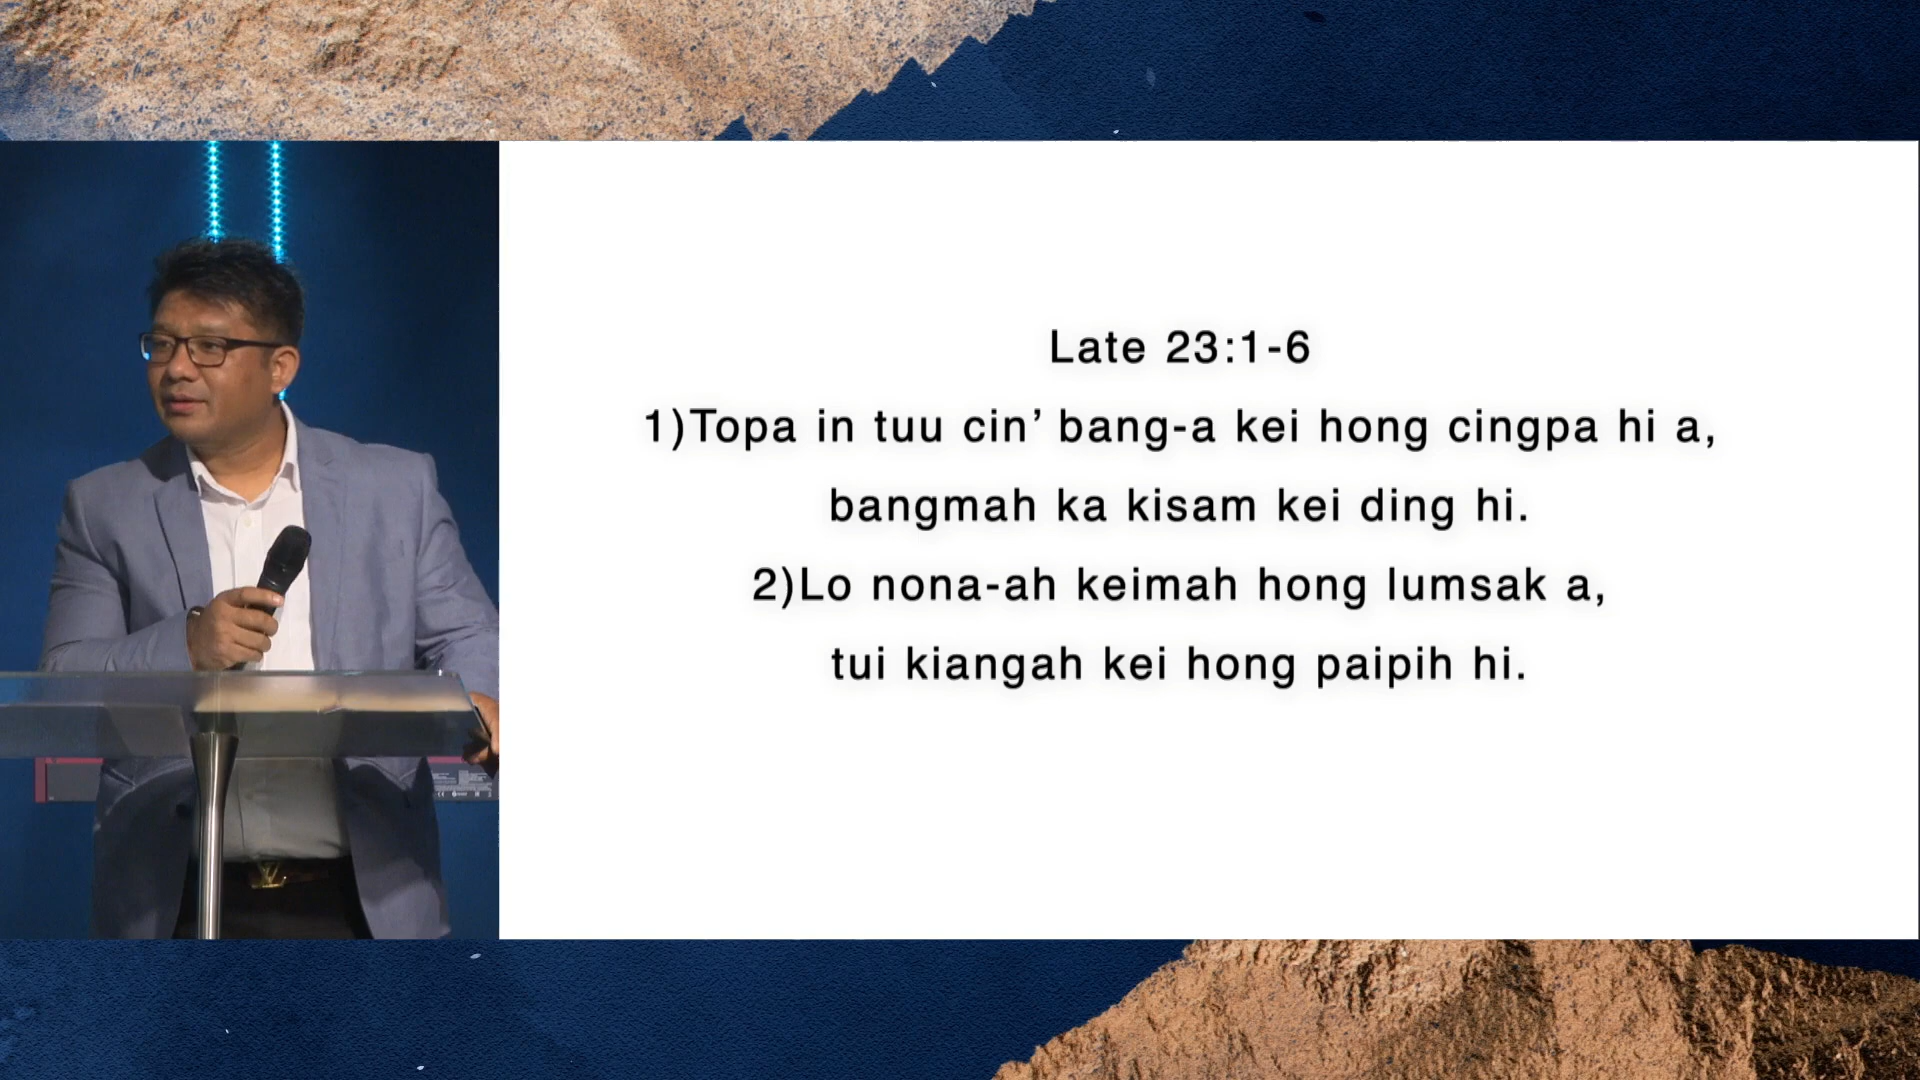 Late 23:1-6
1)Topa in tuu cin’ bang-a kei hong cingpa hi a,
bangmah ka kisam kei ding hi.
2)Lo nona-ah keimah hong lumsak a,
tui kiangah kei hong paipih hi.